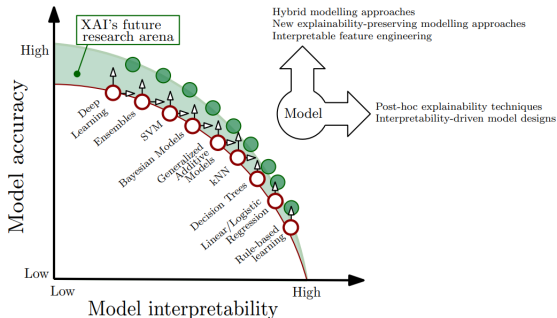 Hybrid modelling approaches
New explainability-preserving modelling approaches
Interpretable feature engineering
XAI's future
research arena
High
Model accuracy
Low
Deep
Learning
Ensembles
SVM
Bayesian Models
Generalized
Additive
Models
kNN
Decision Trees
Linear/Logistic
Regression
Rule-based
learning
Model
Post-hoc explainability techniques
Interpretability-driven model designs
Low
High
Model interpretability